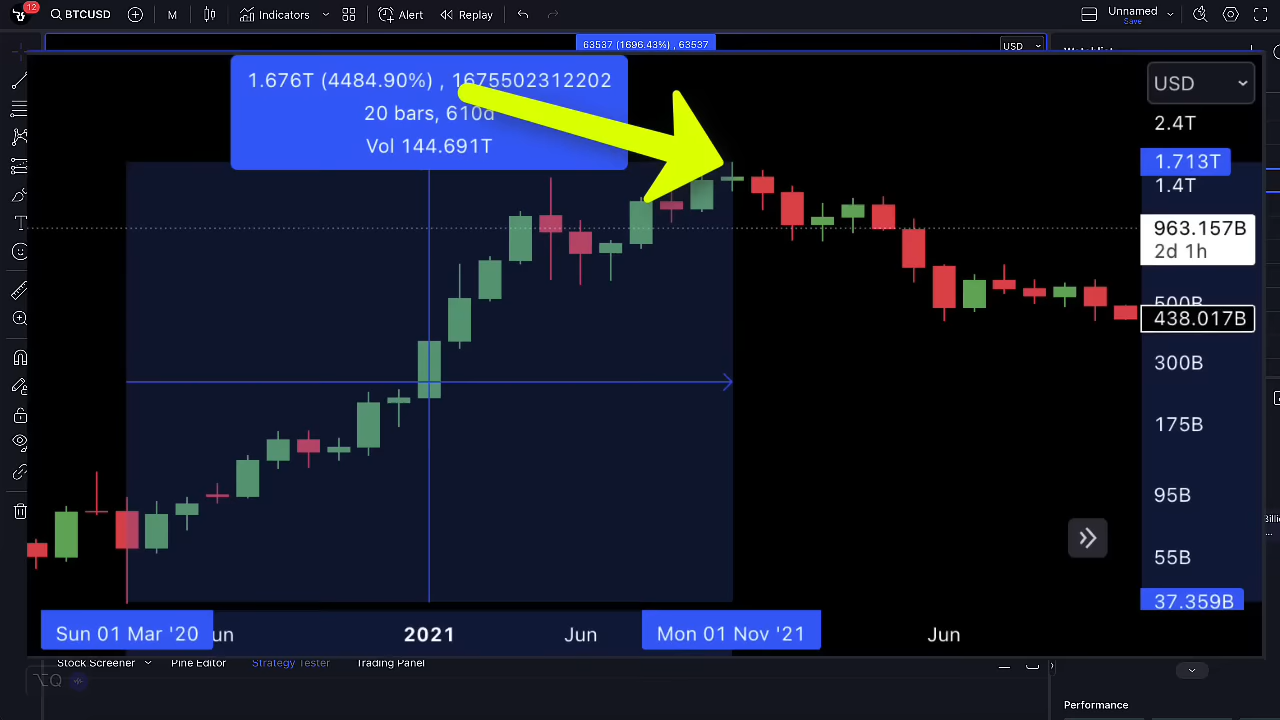 12
BTCUSD
M
Indicators
Alert
Replay
Unnamed
Save
63537 (1696.43%) , 63537
USD
1.676T (4484.90%) , 1675502312202
20 bars, 610d
Vol 144.691T
USD
2.4T
1.713T
1.4T
963.157B
2d 1h
438.017B
300B
175B
95B
55B
37.359B
Sun 01 Mar '20
2021
Jun
Mon 01 Nov '21
Jun
Stock Screener
Pine Editor
Strategy Tester
Trading Panel
Performance